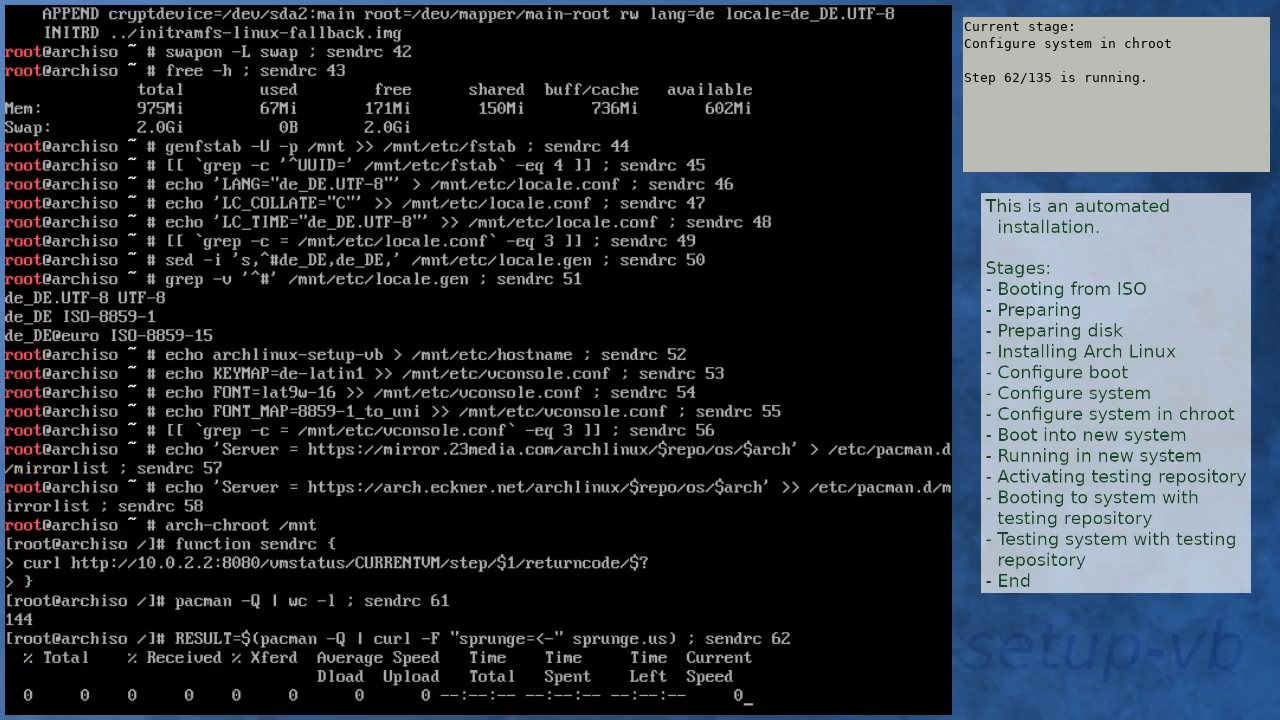 APPEND cryptdevice=/dev/sda2:main root=/dev/mapper/main-root rw lang=de locale=de_DE.UTF-8
    INITRD ../initramfs-linux-fallback.img
root@archiso ~ # swapon -L swap ; sendrc 42
root@archiso ~ # free -h ; sendrc 43
              total        used        free      shared  buff/cache   available
Mem:          975Mi        67Mi       171Mi       150Mi       736Mi       602Mi
Swap:         2.0Gi          0B       2.0Gi
root@archiso ~ # genfstab -U -p /mnt >> /mnt/etc/fstab ; sendrc 44
root@archiso ~ # [[ `grep -c '^UUID=' /mnt/etc/fstab` -eq 4 ]] ; sendrc 45
root@archiso ~ # echo 'LANG="de_DE.UTF-8"' > /mnt/etc/locale.conf ; sendrc 46
root@archiso ~ # echo 'LC_COLLATE="C"' >> /mnt/etc/locale.conf ; sendrc 47
root@archiso ~ # echo 'LC_TIME="de_DE.UTF-8"' >> /mnt/etc/locale.conf ; sendrc 48
root@archiso ~ # [[ `grep -c = /mnt/etc/locale.conf` -eq 3 ]] ; sendrc 49
root@archiso ~ # sed -i 's,^#de_DE,de_DE,' /mnt/etc/locale.gen ; sendrc 50
root@archiso ~ # grep -v '^#' /mnt/etc/locale.gen ; sendrc 51
de_DE.UTF-8 UTF-8
de_DE ISO-8859-1
de_DE@euro ISO-8859-15
root@archiso ~ # echo archlinux-setup-vb > /mnt/etc/hostname ; sendrc 52
root@archiso ~ # echo KEYMAP=de-latin1 >> /mnt/etc/vconsole.conf ; sendrc 53
root@archiso ~ # echo FONT=lat9w-16 >> /mnt/etc/vconsole.conf ; sendrc 54
root@archiso ~ # echo FONT_MAP=8859-1_to_uni >> /mnt/etc/vconsole.conf ; sendrc 55
root@archiso ~ # [[ `grep -c = /mnt/etc/vconsole.conf` -eq 3 ]] ; sendrc 56
root@archiso ~ # echo 'Server = https://mirror.23media.com/archlinux/$repo/os/$arch' > /etc/pacman.d
/mirrorlist ; sendrc 57
root@archiso ~ # echo 'Server = https://arch.eckner.net/archlinux/$repo/os/$arch' >> /etc/pacman.d/m
irrorlist ; sendrc 58
root@archiso ~ # arch-chroot /mnt
[root@archiso /]# function sendrc {
> curl http://10.0.2.2:8080/vmstatus/CURRENTVM/step/$1/returncode/$?
> }
[root@archiso /]# pacman -Q | wc -l ; sendrc 61
144
[root@archiso /]# RESULT=$(pacman -Q | curl -F "sprunge=<-" sprunge.us) ; sendrc 62
  % Total    % Received % Xferd  Average Speed   Time    Time     Time  Current
                                 Dload  Upload   Total   Spent    Left  Speed
  0     0    0     0    0     0      0      0 --:--:-- --:--:-- --:--:--     0_
Current stage:
Configure system in chroot
Step 62/135 is running.
This is an automated
installation.
Stages:
- Booting from ISO
- Preparing
- Preparing disk
- Installing Arch Linux
- Configure boot
- Configure system
- Configure system in chroot
- Boot into new system
- Running in new system
- Activating testing repository
- Booting to system with
testing repository
- Testing system with testing
repository
- End
setup-vb